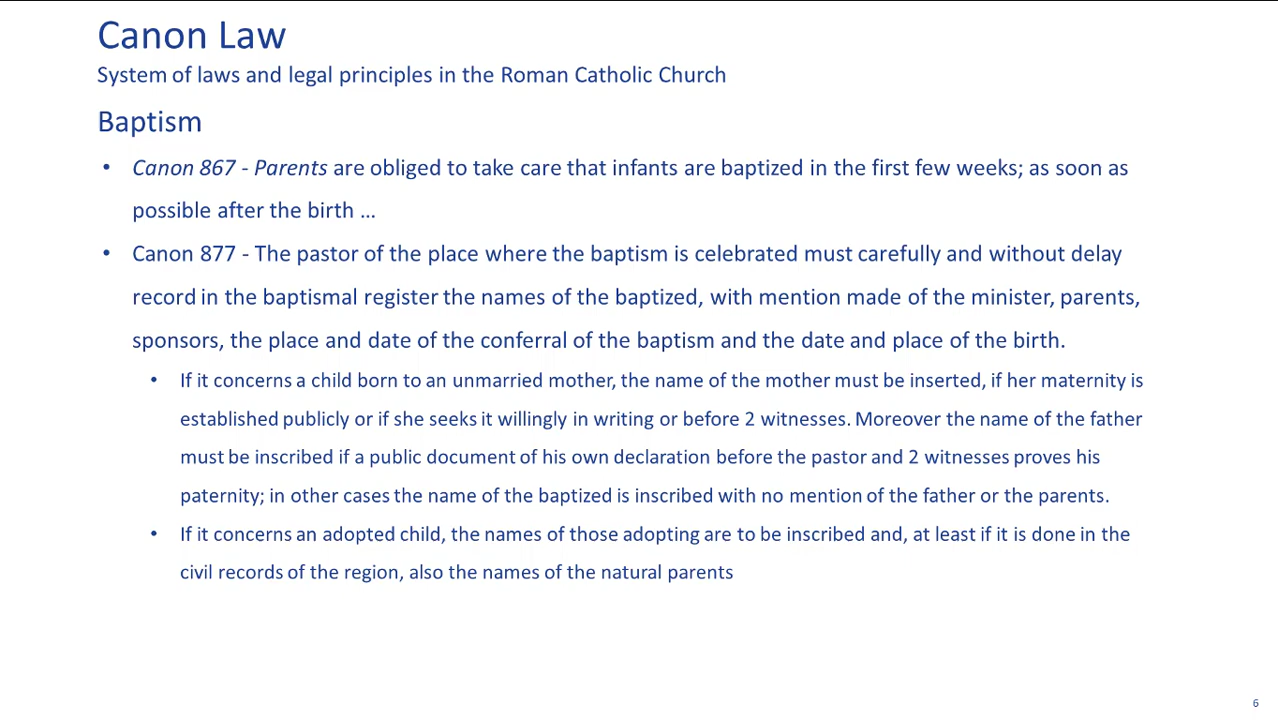 Canon Law
System of laws and legal principles in the Roman Catholic Church
Baptism
• Canon 867 - Parents are obliged to take care that infants are baptized in the first few weeks; as soon as
possible after the birth …
• Canon 877 - The pastor of the place where the baptism is celebrated must carefully and without delay
record in the baptismal register the names of the baptized, with mention made of the minister, parents,
sponsors, the place and date of the conferral of the baptism and the date and place of the birth.
• If it concerns a child born to an unmarried mother, the name of the mother must be inserted, if her maternity is
established publicly or if she seeks it willingly in writing or before 2 witnesses. Moreover the name of the father
must be inscribed if a public document of his own declaration before the pastor and 2 witnesses proves his
paternity; in other cases the name of the baptized is inscribed with no mention of the father or the parents.
• If it concerns an adopted child, the names of those adopting are to be inscribed and, at least if it is done in the
civil records of the region, also the names of the natural parents
6